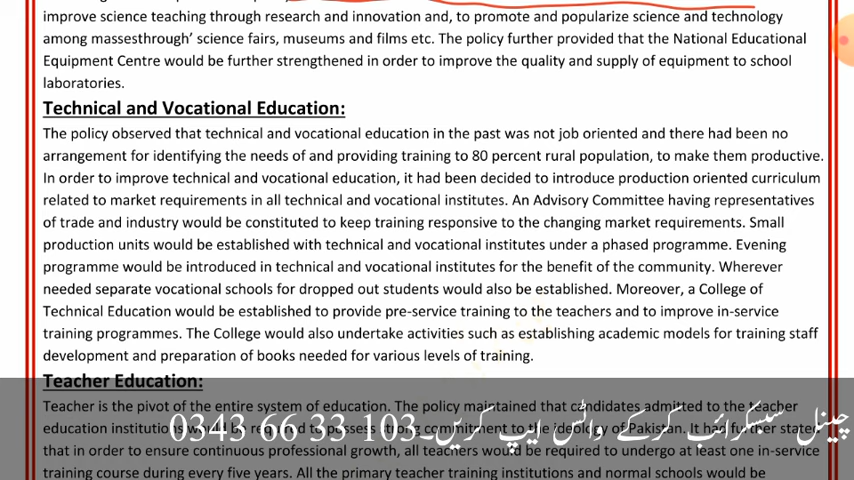 improve science teaching through research and innovation and, to promote and popularize science and technology
among massesthrough’ science fairs, museums and films etc. The policy further provided that the National Educational
Equipment Centre would be further strengthened in order to improve the quality and supply of equipment to school
laboratories.
Technical and Vocational Education:
The policy observed that technical and vocational education in the past was not job oriented and there had been no
arrangement for identifying the needs of and providing training to 80 percent rural population, to make them productive.
In order to improve technical and vocational education, it had been decided to introduce production oriented curriculum
related to market requirements in all technical and vocational institutes. An Advisory Committee having representatives
of trade and industry would be constituted to keep training responsive to the changing market requirements. Small
production units would be established with technical and vocational institutes under a phased programme. Evening
programme would be introduced in technical and vocational institutes for the benefit of the community. Wherever
needed separate vocational schools for dropped out students would also be established. Moreover, a College of
Technical Education would be established to provide pre-service training to the teachers and to improve in-service
training programmes. The College would also undertake activities such as establishing academic models for training staff
development and preparation of books needed for various levels of training.
Teacher Education:
Teacher is the pivot of the entire system of education. The policy maintained that candidates admitted to the teacher
education institutions would be required to possess strong commitment to the ideology of Pakistan. It had further stated
چینل سبسکرائب کرکے واٹس ایپ کریں۔ 0343 66 33 103
that in order to ensure continuous professional growth, all teachers would be required to undergo at least one in-service
training course during every five years. All the primary teacher training institutions and normal schools would be